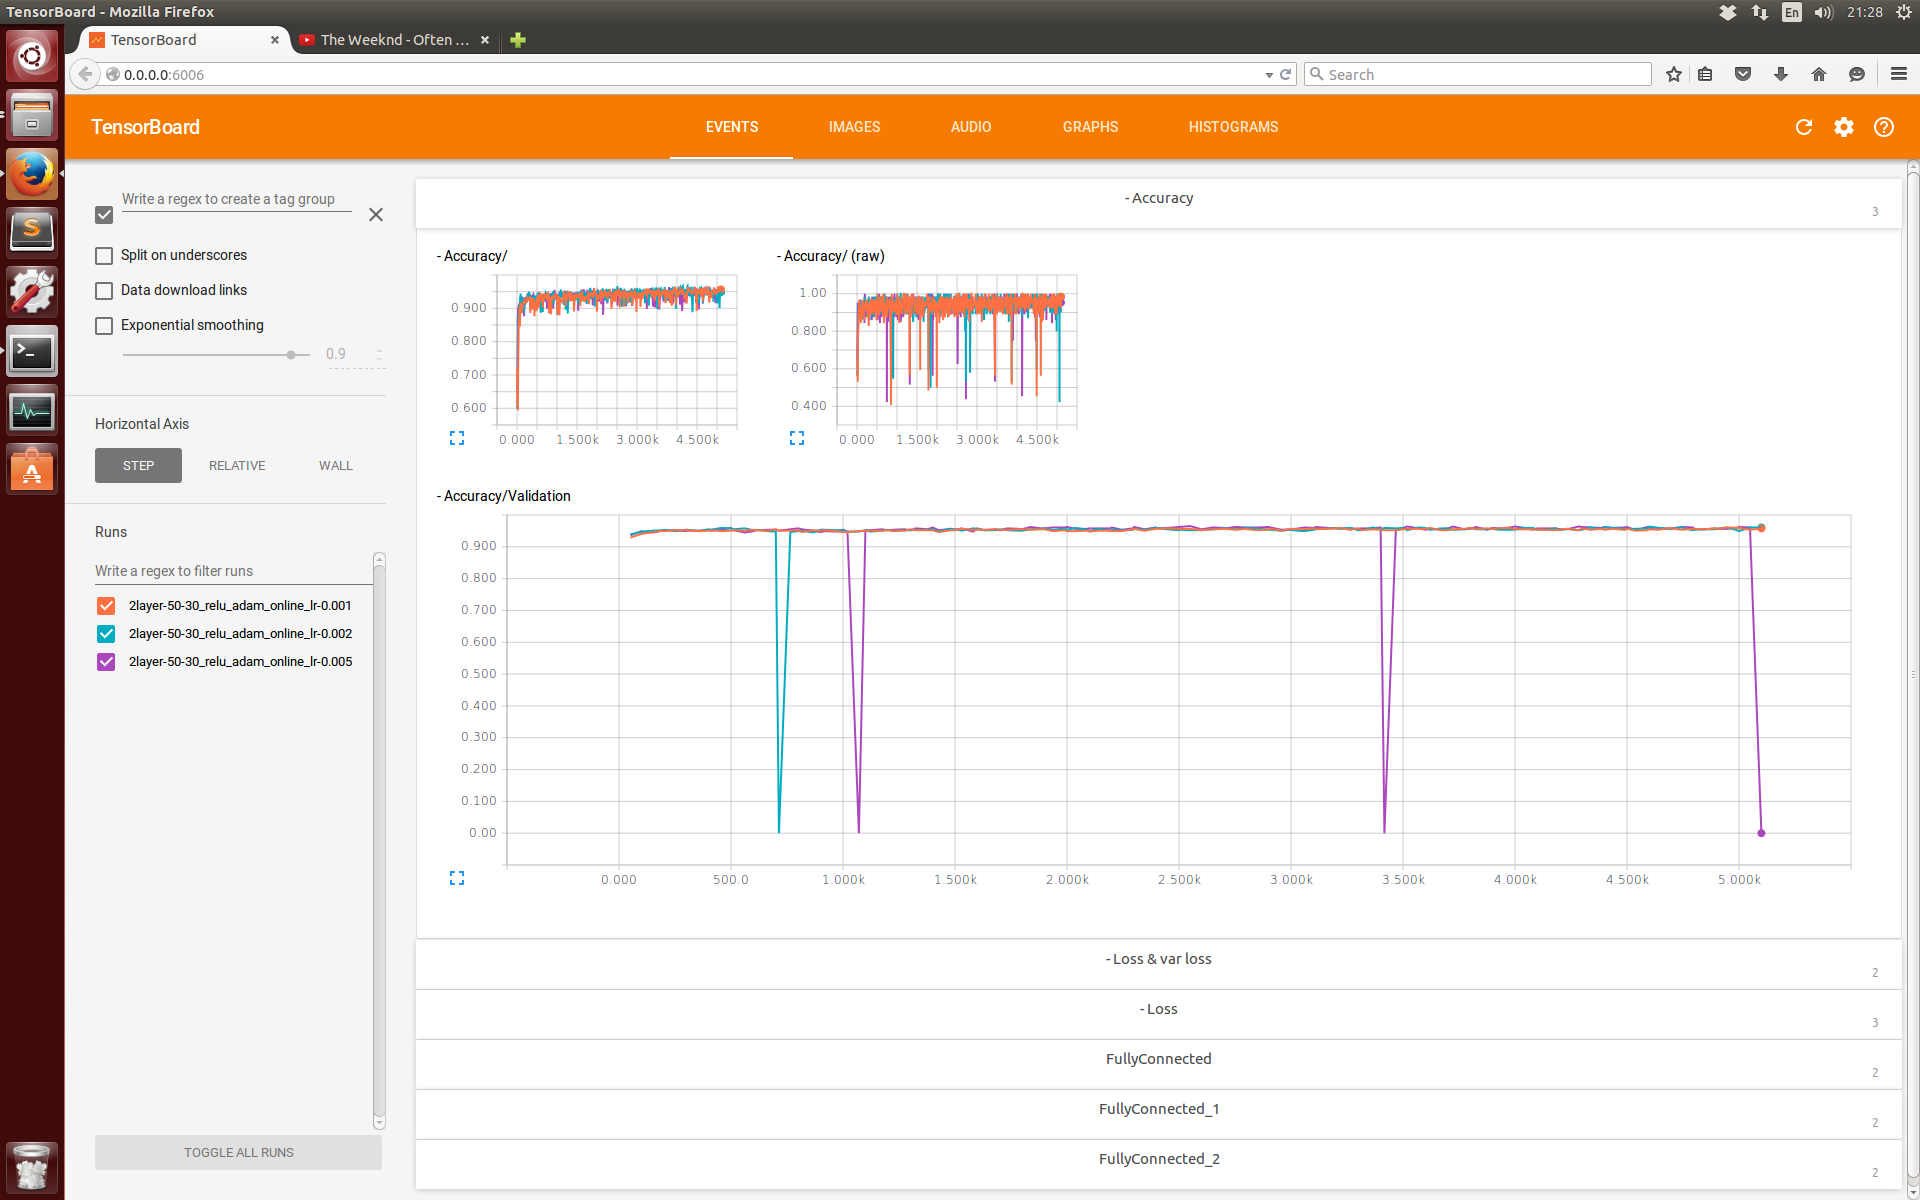 TensorBoard - Mozilla Firefox
En
21:28
TensorBoard
The Weeknd - Often ...
0.0.0.0:6006
Search
TensorBoard
EVENTS
IMAGES
AUDIO
GRAPHS
HISTOGRAMS
Write a regex to create a tag group
Split on underscores
Data download links
Exponential smoothing
0.9
Horizontal Axis
STEP
RELATIVE
WALL
Runs
Write a regex to filter runs
2layer-50-30_relu_adam_online_lr-0.001
2layer-50-30_relu_adam_online_lr-0.002
2layer-50-30_relu_adam_online_lr-0.005
TOGGLE ALL RUNS
- Accuracy
3
- Accuracy/
0.900
0.800
0.700
0.600
0.000 1.500k 3.000k 4.500k
- Accuracy/ (raw)
1.00
0.800
0.600
0.400
0.000 1.500k 3.000k 4.500k
- Accuracy/Validation
0.900
0.800
0.700
0.600
0.500
0.400
0.300
0.200
0.100
0.00
0.000 500.0 1.000k 1.500k 2.000k 2.500k 3.000k 3.500k 4.000k 4.500k 5.000k
- Loss & var loss
2
- Loss
3
FullyConnected
2
FullyConnected_1
2
FullyConnected_2
2